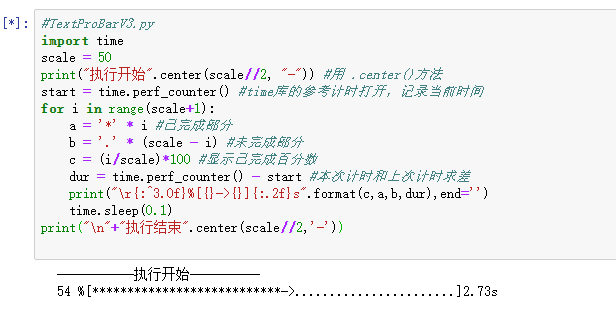 [*]: #TextProBarV3.py
import time
scale = 50
print("执行开始".center(scale//2, "-")) #用 .center()方法
start = time.perf_counter() #time库的参考计时打开，记录当前时间
for i in range(scale+1):
    a = '*' * i #已完成部分
    b = '.' * (scale - i) #未完成部分
    c = (i/scale)*100 #显示已完成百分数
    dur = time.perf_counter() - start #本次计时和上次计时求差
    print("\r{:^3.0f}%[{}->{}]{:.2f}s".format(c,a,b,dur),end='')
    time.sleep(0.1)
print("\n"+"执行结束".center(scale//2,'-'))
-----------执行开始----------
54 %[***************************->.......................]2.73s